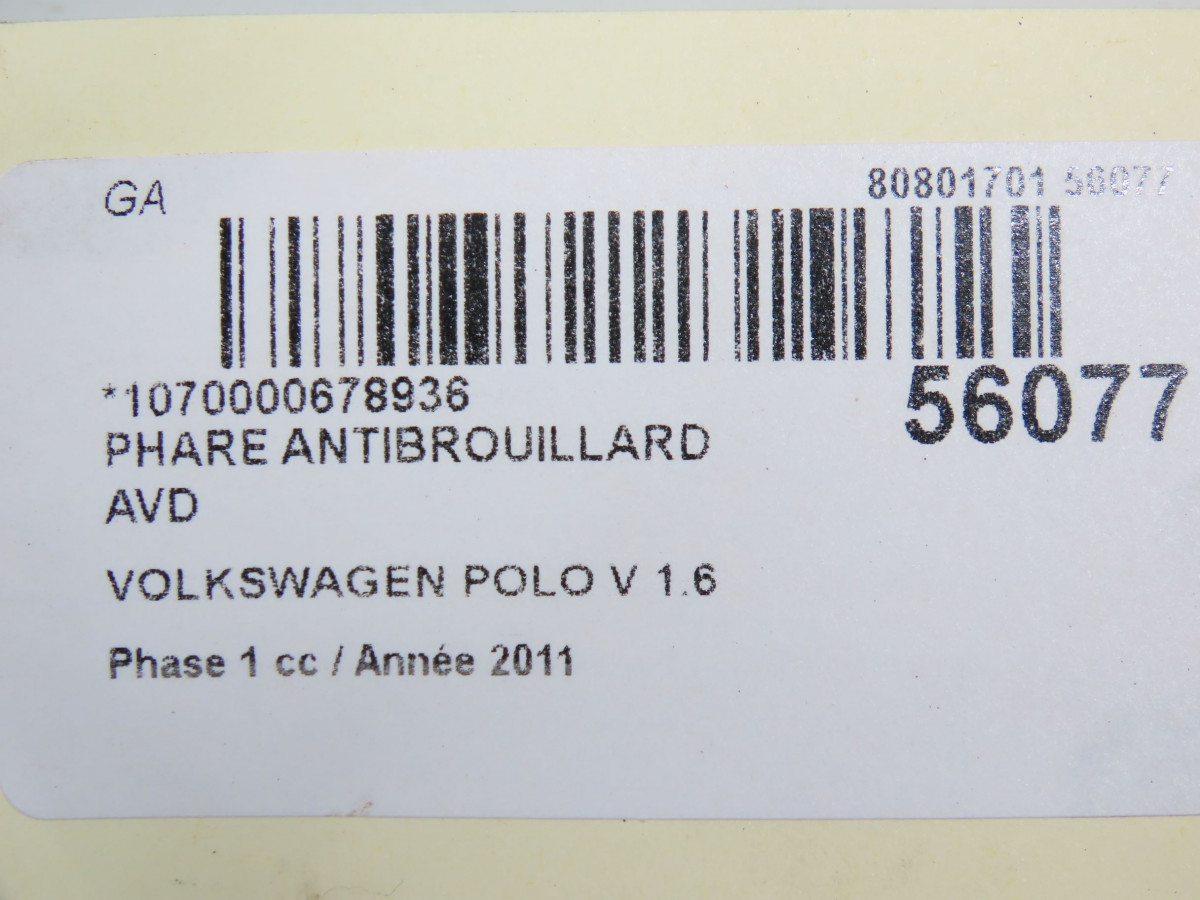 GA
80801701 56077
*1070000678936
56077
PHARE ANTIBROUILLARD
AVD
VOLKSWAGEN POLO V 1.6
Phase 1 cc / Année 2011